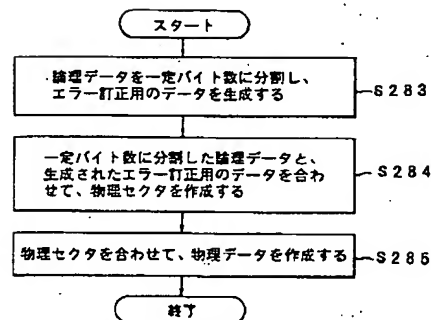 スタート
論理データを一定バイト数に分割し、
エラー訂正用のデータを生成する
S283
一定バイト数に分割した論理データと、
生成されたエラー訂正用のデータを合わ
せて、物理セクタを作成する
S284
物理セクタを合わせて、物理データを作成する
S285
終了